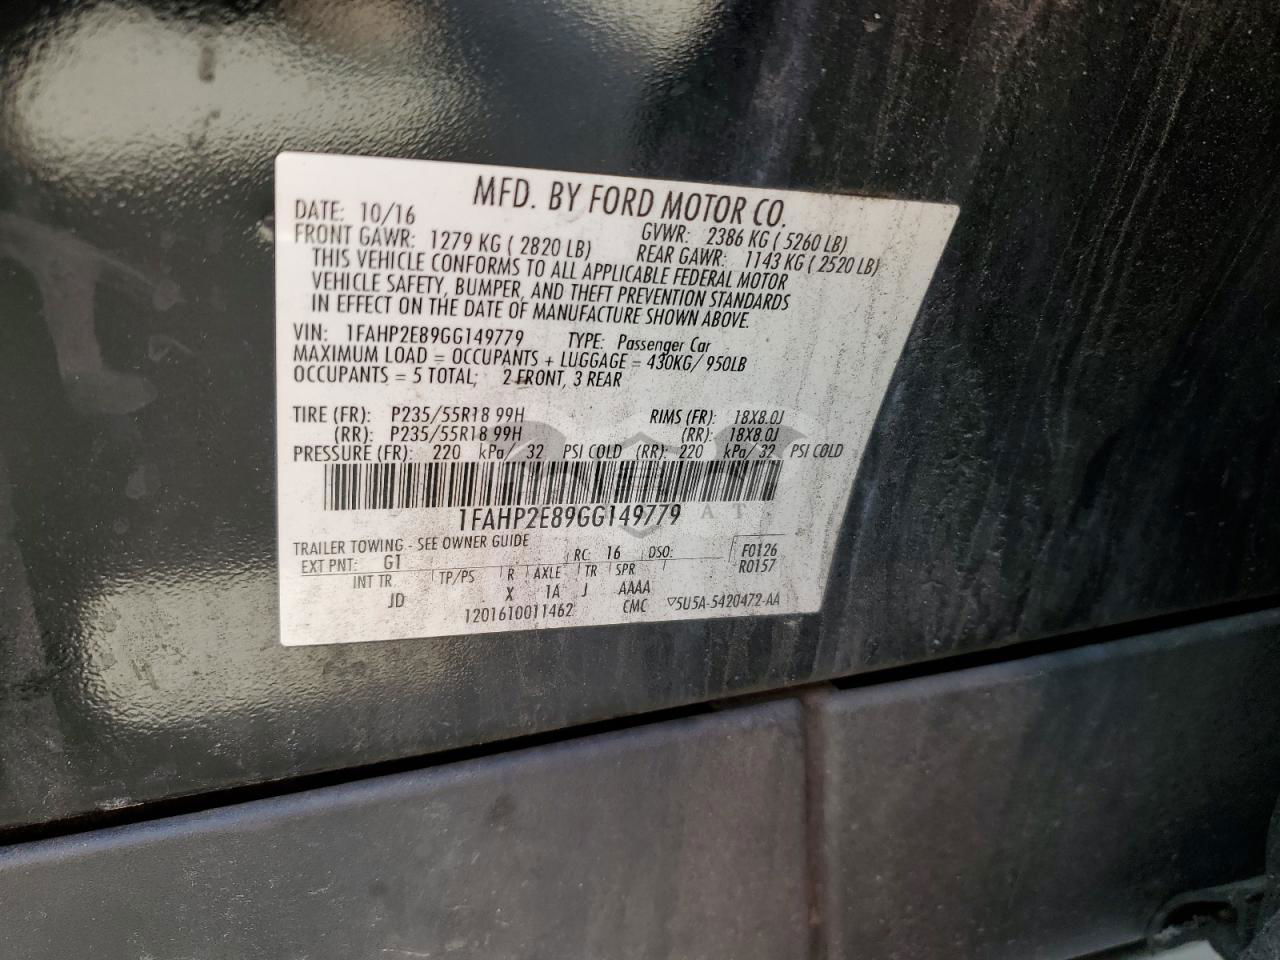 MFD. BY FORD MOTOR CO.
DATE: 10/16 GVWR: 2386 KG ( 5260 LB)
FRONT GAWR: 1279 KG ( 2820 LB) REAR GAWR: 1143 KG ( 2520 LB)
THIS VEHICLE CONFORMS TO ALL APPLICABLE FEDERAL MOTOR
VEHICLE SAFETY, BUMPER, AND THEFT PREVENTION STANDARDS
IN EFFECT ON THE DATE OF MANUFACTURE SHOWN ABOVE.
VIN: 1FAHP2E89GG149779 TYPE: Passenger Car
MAXIMUM LOAD = OCCUPANTS + LUGGAGE = 430KG/ 950LB
OCCUPANTS = 5 TOTAL; 2 FRONT, 3 REAR
TIRE (FR): P235/55R18 99H RIMS (FR): 18X8.0J
(RR): P235/55R18 99H (RR): 18X8.0J
PRESSURE (FR): 220 kPa/ 32 PSI COLD (RR): 220 kPa/ 32 PSI COLD
1FAHP2E89GG149779
TRAILER TOWING - SEE OWNER GUIDE
EXT PNT: G1 RC: 16 DSO: F0126
R0157
INT TR TP/PS R AXLE TR SPR
JD - X 1A J AAAA
1201610011462 CMC ▽5U5A-5420472-AA